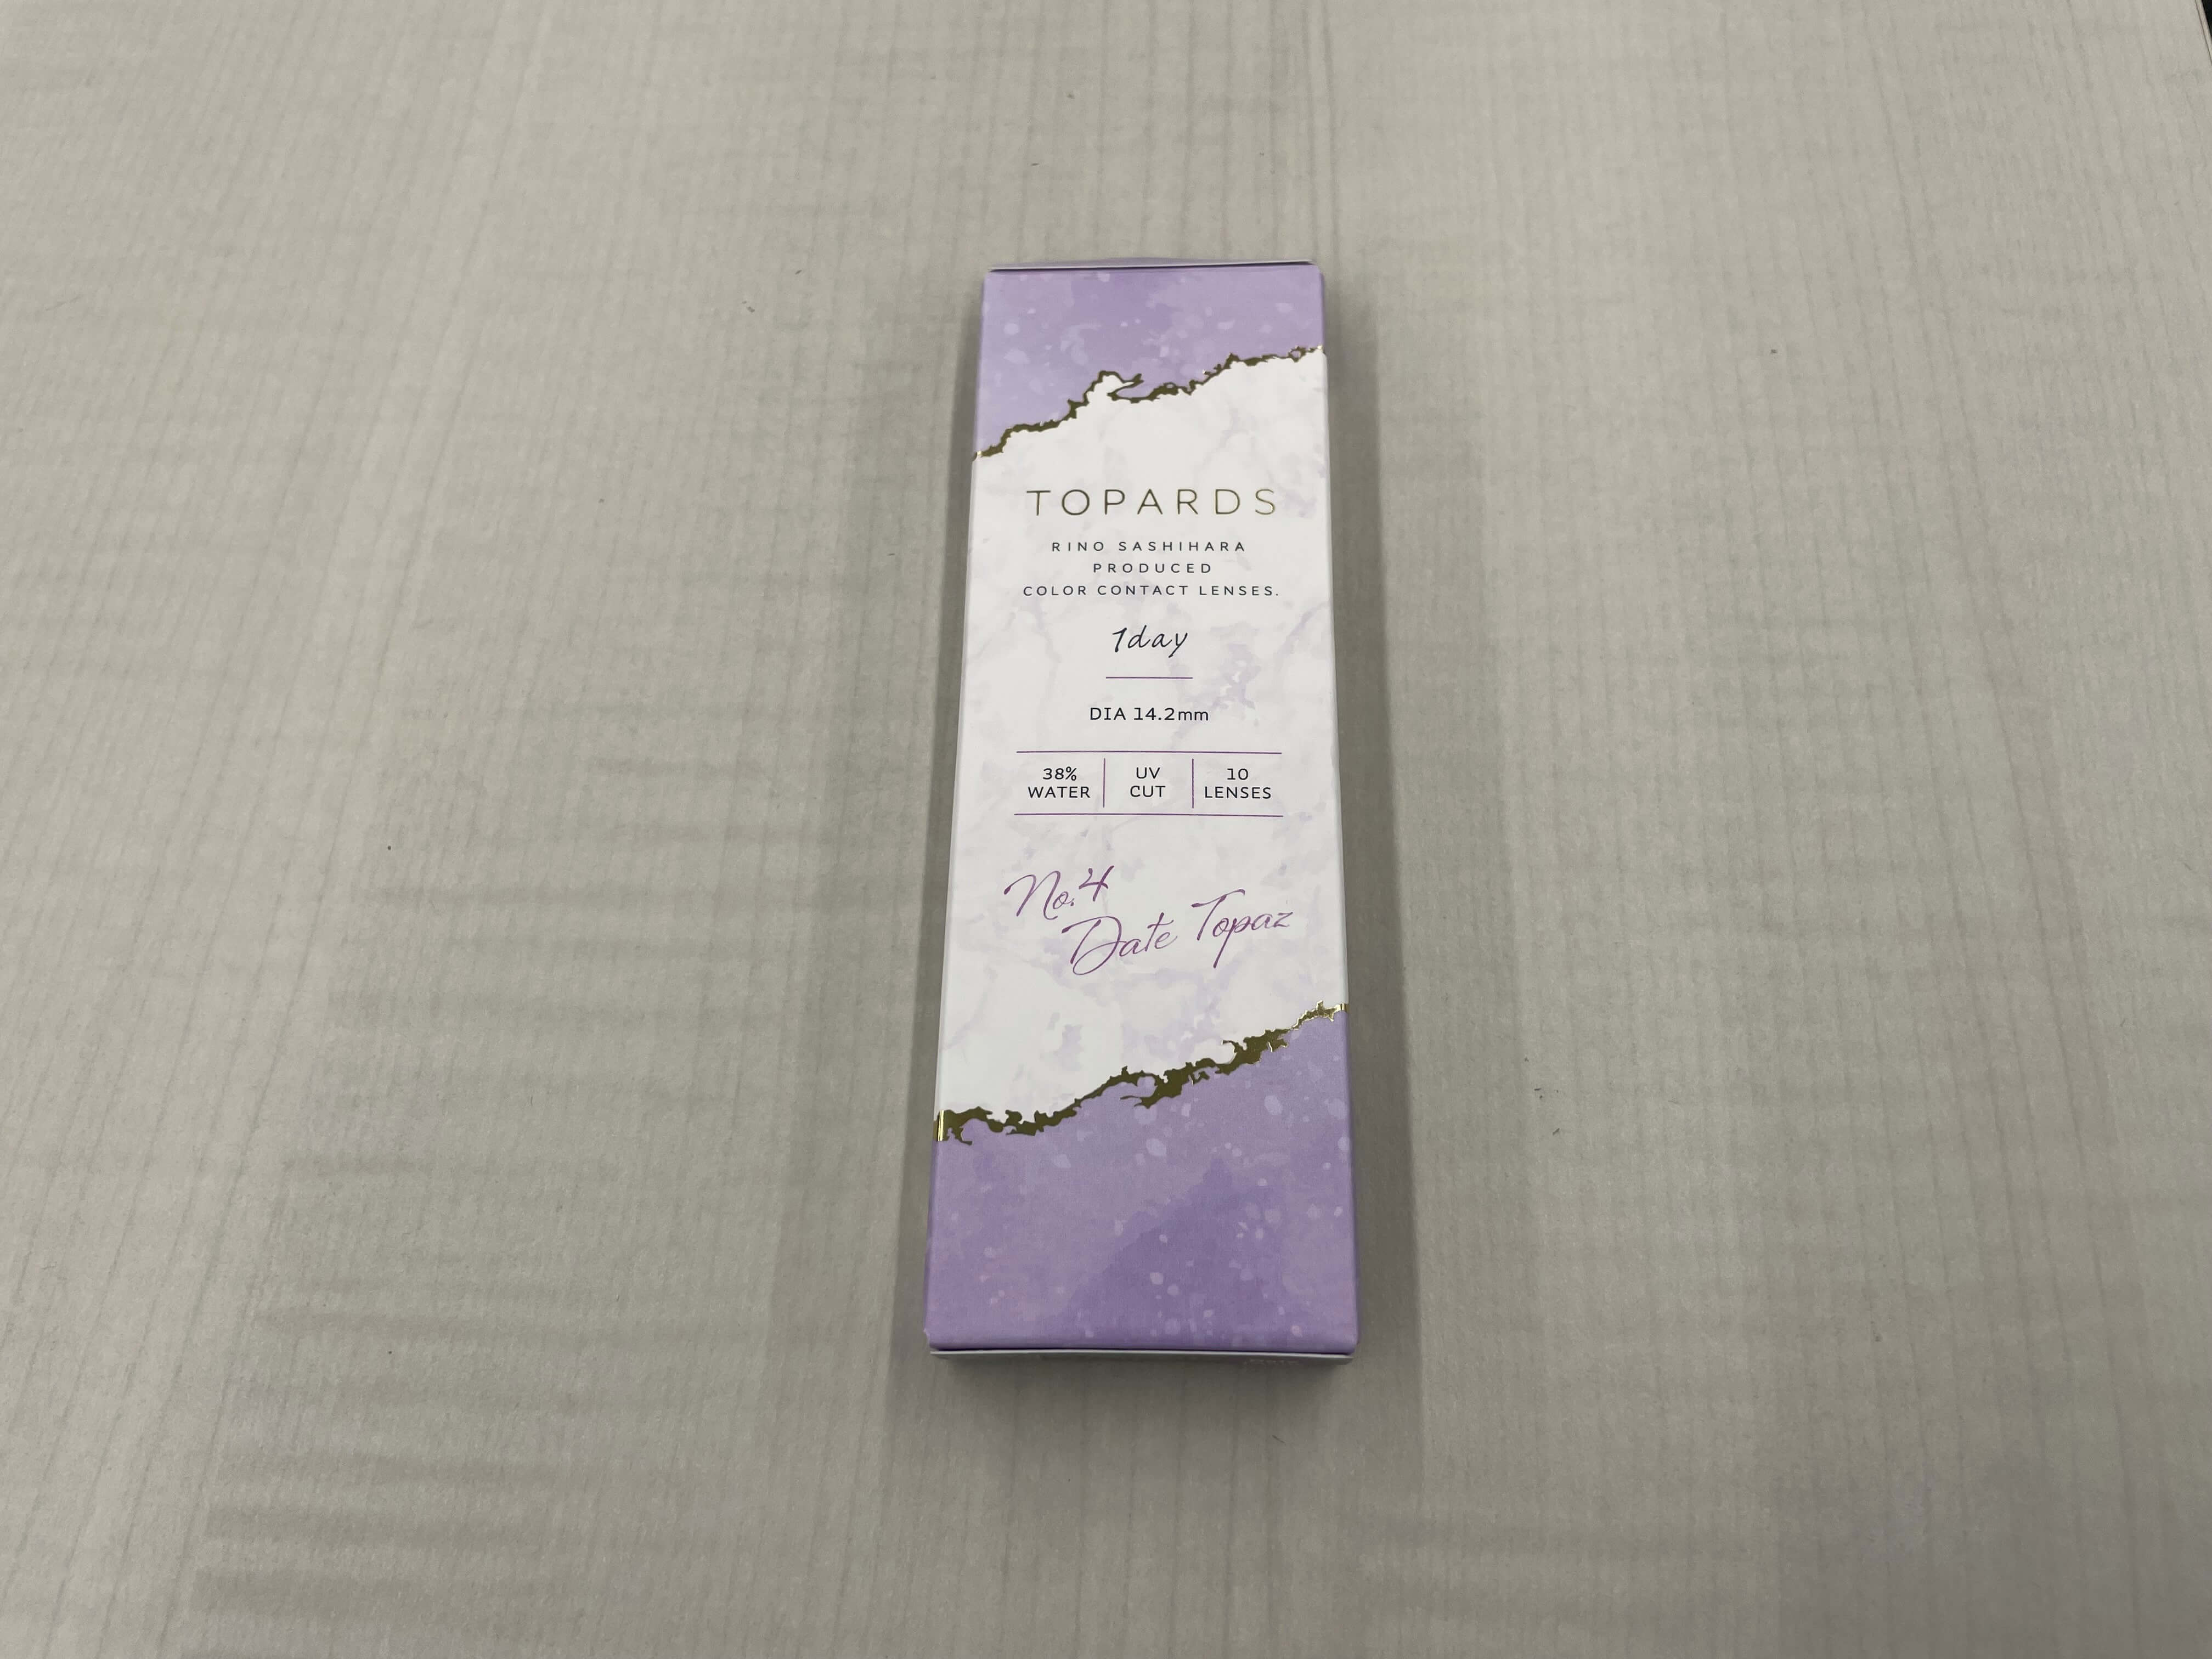 TOPARDS
RINO SASHIHARA
PRODUCED
COLOR CONTACT LENSES.
1day
DIA 14.2mm
38% WATER
UV CUT
10 LENSES
No.4
Date Topaz